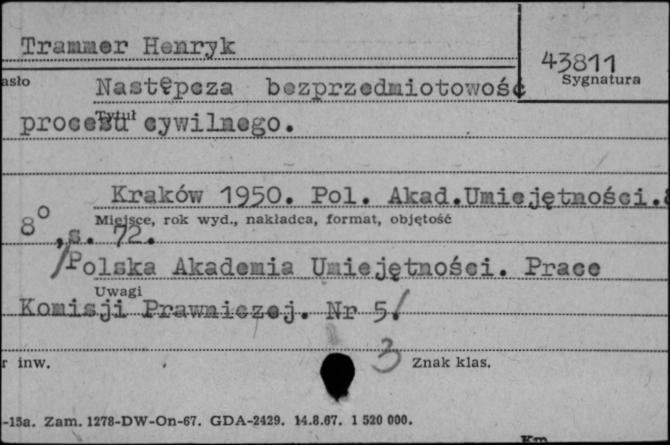 Trammer Henryk
43811
asło
Sygnatura
Następcza bezprzedmiotowość
Tytuł
procesu cywilnego.
Kraków 1950. Pol. Akad.Umiejętności.
Miejsce, rok wyd., nakładca, format, objętość
8° ,s. 72.
/Polska Akademia Umiejętności. Prace
Uwagi
Komisji Prawniczej. Nr 5/
3
r inw.
Znak klas.
-15a. Zam. 1278-DW-On-67. GDA-2429. 14.8.67. 1 520 000.